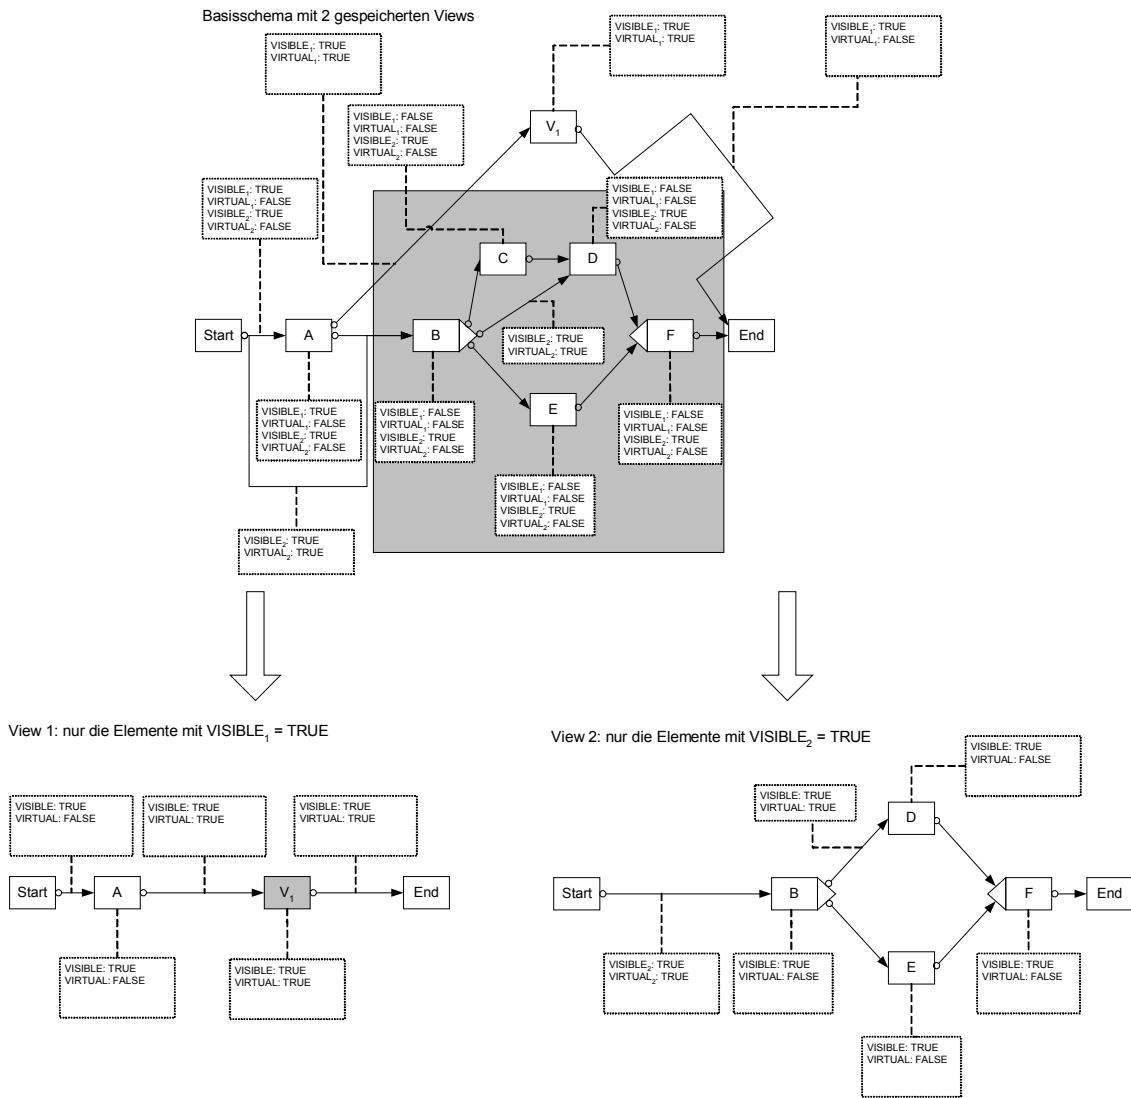 Basisschema mit 2 gespeicherten Views
VISIBLE₁: TRUE
VIRTUAL₁: TRUE
VISIBLE₁: TRUE
VIRTUAL₁: TRUE
VISIBLE₁: TRUE
VIRTUAL₁: FALSE
VISIBLE₁: FALSE
VIRTUAL₁: FALSE
VISIBLE₂: TRUE
VIRTUAL₂: FALSE
V₁
VISIBLE₁: TRUE
VIRTUAL₁: FALSE
VISIBLE₂: TRUE
VIRTUAL₂: FALSE
VISIBLE₁: FALSE
VIRTUAL₁: FALSE
VISIBLE₂: TRUE
VIRTUAL₂: FALSE
C
D
Start
A
B
F
End
VISIBLE₂: TRUE
VIRTUAL₂: TRUE
E
VISIBLE₁: TRUE
VIRTUAL₁: FALSE
VISIBLE₂: TRUE
VIRTUAL₂: FALSE
VISIBLE₁: FALSE
VIRTUAL₁: FALSE
VISIBLE₂: TRUE
VIRTUAL₂: FALSE
VISIBLE₁: FALSE
VIRTUAL₁: FALSE
VISIBLE₂: TRUE
VIRTUAL₂: FALSE
VISIBLE₁: FALSE
VIRTUAL₁: FALSE
VISIBLE₂: TRUE
VIRTUAL₂: FALSE
VISIBLE₂: TRUE
VIRTUAL₂: TRUE
View 1: nur die Elemente mit VISIBLE₁ = TRUE
VISIBLE: TRUE
VIRTUAL: FALSE
VISIBLE: TRUE
VIRTUAL: TRUE
VISIBLE: TRUE
VIRTUAL: TRUE
Start
A
V₁
End
VISIBLE: TRUE
VIRTUAL: FALSE
VISIBLE: TRUE
VIRTUAL: TRUE
View 2: nur die Elemente mit VISIBLE₂ = TRUE
VISIBLE: TRUE
VIRTUAL: FALSE
VISIBLE: TRUE
VIRTUAL: TRUE
D
Start
B
F
End
E
VISIBLE₂: TRUE
VIRTUAL₂: TRUE
VISIBLE: TRUE
VIRTUAL: FALSE
VISIBLE: TRUE
VIRTUAL: FALSE
VISIBLE: TRUE
VIRTUAL: FALSE